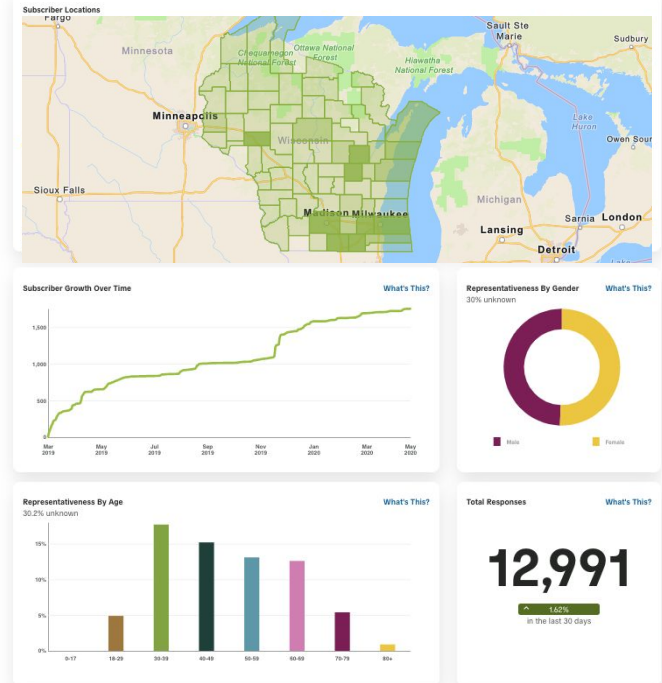 Subscriber Locations
Fargo
Minnesota
Chequamegon
National Forest
Ottawa National
Forest
Hiawatha
National Forest
Sault Ste
Marie
Sudbury
Minneapolis
Wisconsin
Lake
Huron
Owen Sour
Sioux Falls
Michigan
Madison Milwaukee
Lansing
Sarnia
London
Detroit
Lake
Subscriber Growth Over Time
What's This?
1,500
1,000
500
0
Mar
2019
May
2019
Jul
2019
Sep
2019
Nov
2019
Jan
2020
Mar
2020
May
2020
Representativeness By Gender
What's This?
30% unknown
Male
Female
Representativeness By Age
What's This?
30.2% unknown
15%
10%
5%
0%
0-17
18-29
30-39
40-49
50-59
60-69
70-79
80+
Total Responses
What's This?
12,991
1.62%
in the last 30 days